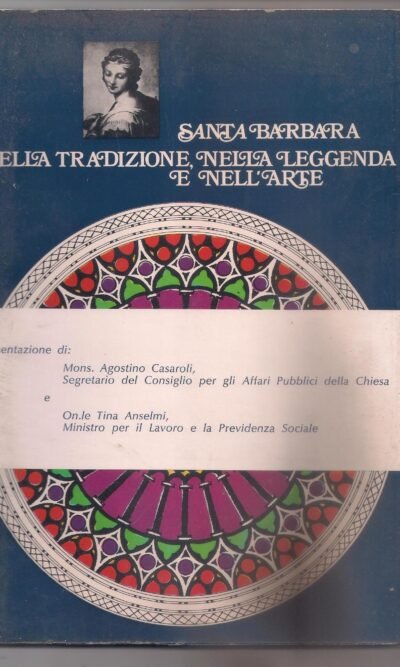 SANTA BARBARA
ELLA TRADIZIONE, NELLA LEGGENDA
E NELL'ARTE
entazione di:
Mons. Agostino Casaroli,
Segretario del Consiglio per gli Affari Pubblici della Chiesa
e
On.le Tina Anselmi,
Ministro per il Lavoro e la Previdenza Sociale